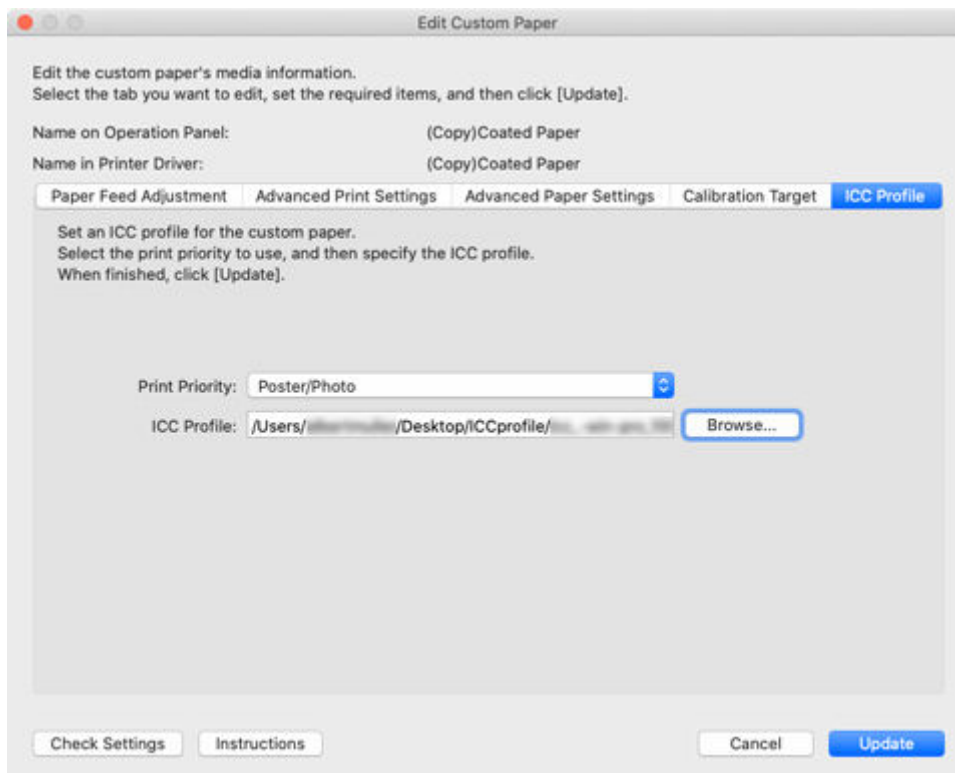 Edit Custom Paper
Edit the custom paper's media information.
Select the tab you want to edit, set the required items, and then click [Update].
Name on Operation Panel: (Copy)Coated Paper
Name in Printer Driver: (Copy)Coated Paper
Paper Feed Adjustment Advanced Print Settings Advanced Paper Settings Calibration Target ICC Profile
Set an ICC profile for the custom paper.
Select the print priority to use, and then specify the ICC profile.
When finished, click [Update].
Print Priority: Poster/Photo
ICC Profile: /Users/ /Desktop/ICCprofile/ Browse...
Check Settings Instructions Cancel Update